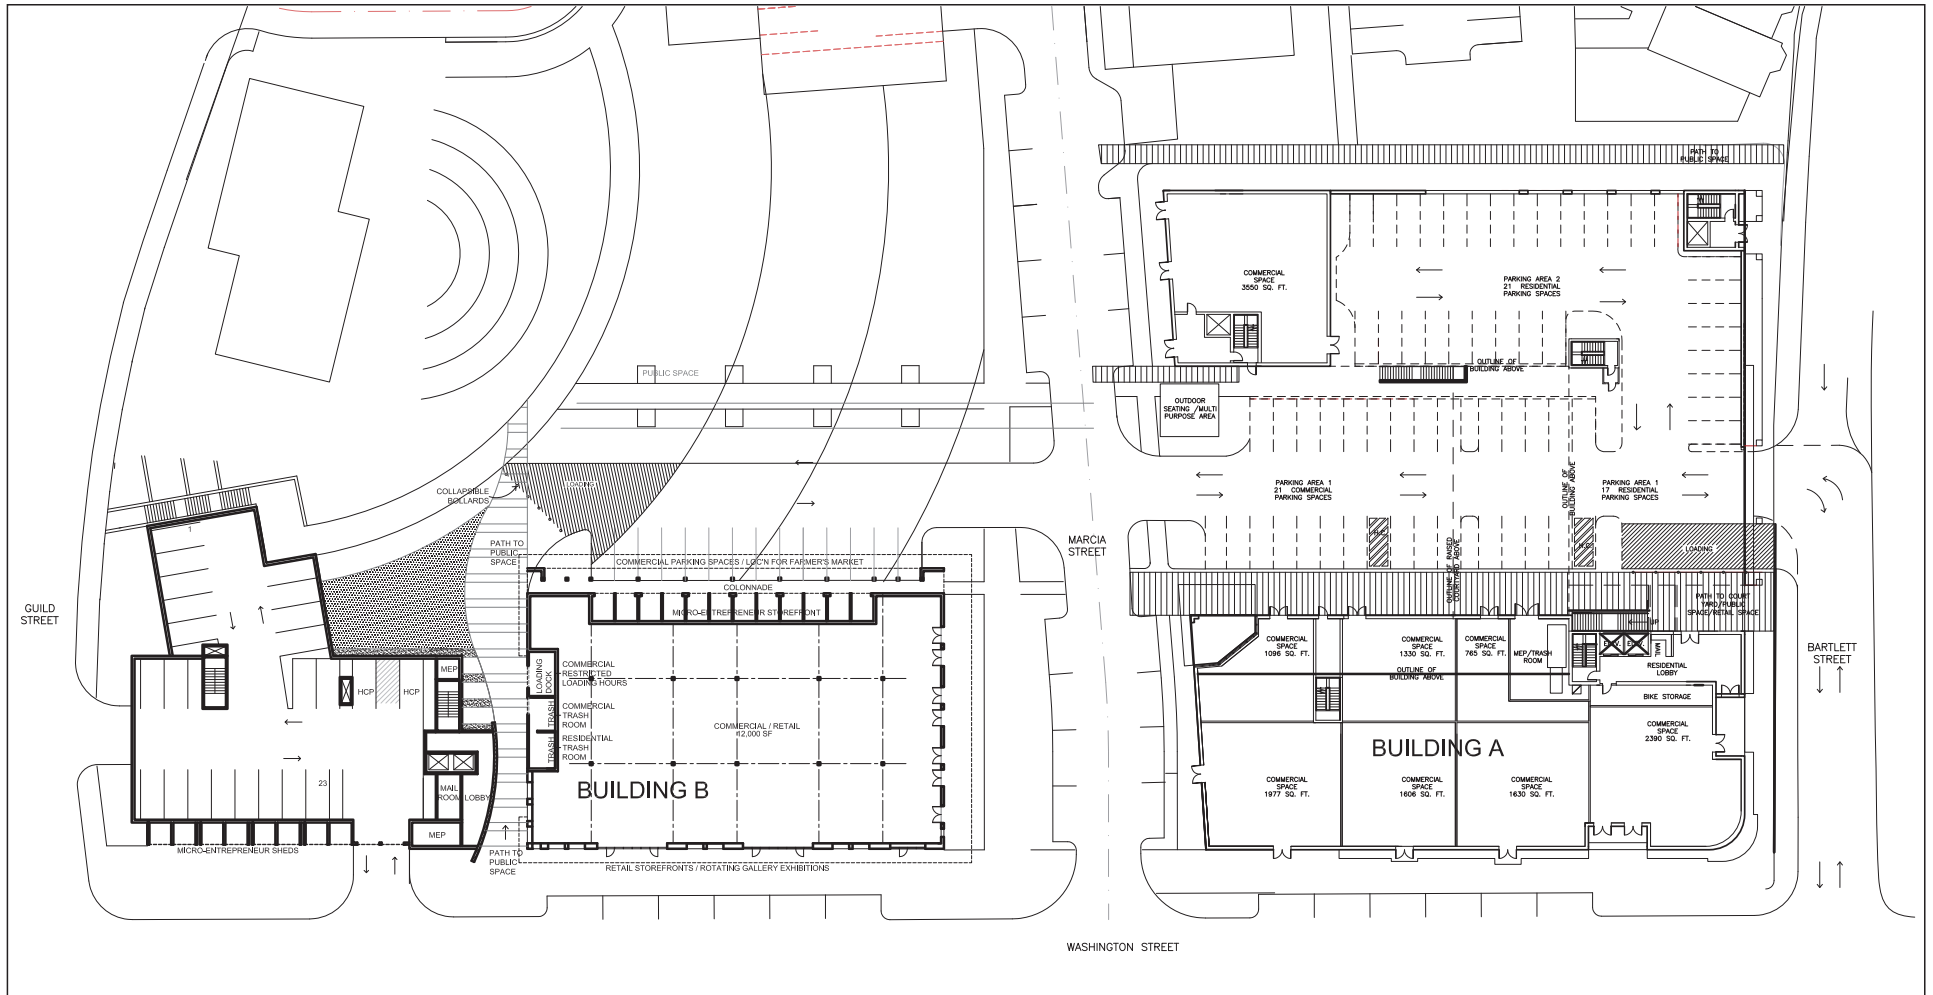 PATH TO
PUBLIC SPACE
COMMERCIAL
SPACE
3550 SQ. FT.
PARKING AREA 2
21 RESIDENTIAL
PARKING SPACES
OUTLINE OF
BUILDING ABOVE
PUBLIC SPACE
OUTDOOR
SEATING /MULTI
PURPOSE AREA
LOADING
COLLAPSIBLE
BOLLARDS
PARKING AREA 1
21 COMMERCIAL
PARKING SPACES
OUTLINE OF
BUILDING ABOVE
PARKING AREA 1
17 RESIDENTIAL
PARKING SPACES
1
PATH TO
PUBLIC
SPACE
MARCIA
STREET
LOADING
OUTLINE OF RAISED
COURTYARD ABOVE
COMMERCIAL PARKING SPACES / LOC'N FOR FARMER'S MARKET
COLONNADE
MICRO-ENTREPRENEUR STOREFRONT
PATH TO COURT
YARD/PUBLIC
SPACE/RETAIL SPACE
UP
GUILD
STREET
COMMERCIAL
SPACE
1096 SQ. FT.
COMMERCIAL
SPACE
1330 SQ. FT.
COMMERCIAL
SPACE
765 SQ. FT.
MEP/TRASH
ROOM
OUTLINE OF
BUILDING ABOVE
MAIL
RESIDENTIAL
LOBBY
BIKE STORAGE
BARTLETT
STREET
MEP
HCP
HCP
LOADING
DOCK
COMMERCIAL
RESTRICTED
LOADING HOURS
TRASH
COMMERCIAL
TRASH
ROOM
TRASH
RESIDENTIAL
TRASH
ROOM
COMMERCIAL / RETAIL
12,000 SF
COMMERCIAL
SPACE
2390 SQ. FT.
BUILDING A
BUILDING B
23
MAIL
ROOM
LOBBY
MEP
COMMERCIAL
SPACE
1977 SQ. FT.
COMMERCIAL
SPACE
1606 SQ. FT.
COMMERCIAL
SPACE
1630 SQ. FT.
MICRO-ENTREPRENEUR SHEDS
PATH TO
PUBLIC
SPACE
RETAIL STOREFRONTS / ROTATING GALLERY EXHIBITIONS
WASHINGTON STREET